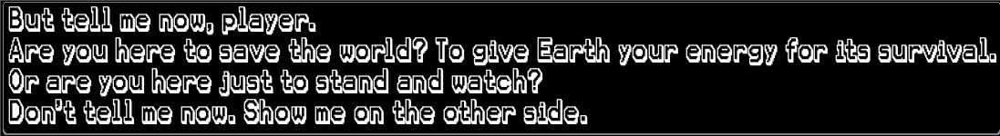 But tell me now, player.
Are you here to save the world? To give Earth your energy for its survival.
Or are you here just to stand and watch?
Don't tell me now. Show me on the other side.